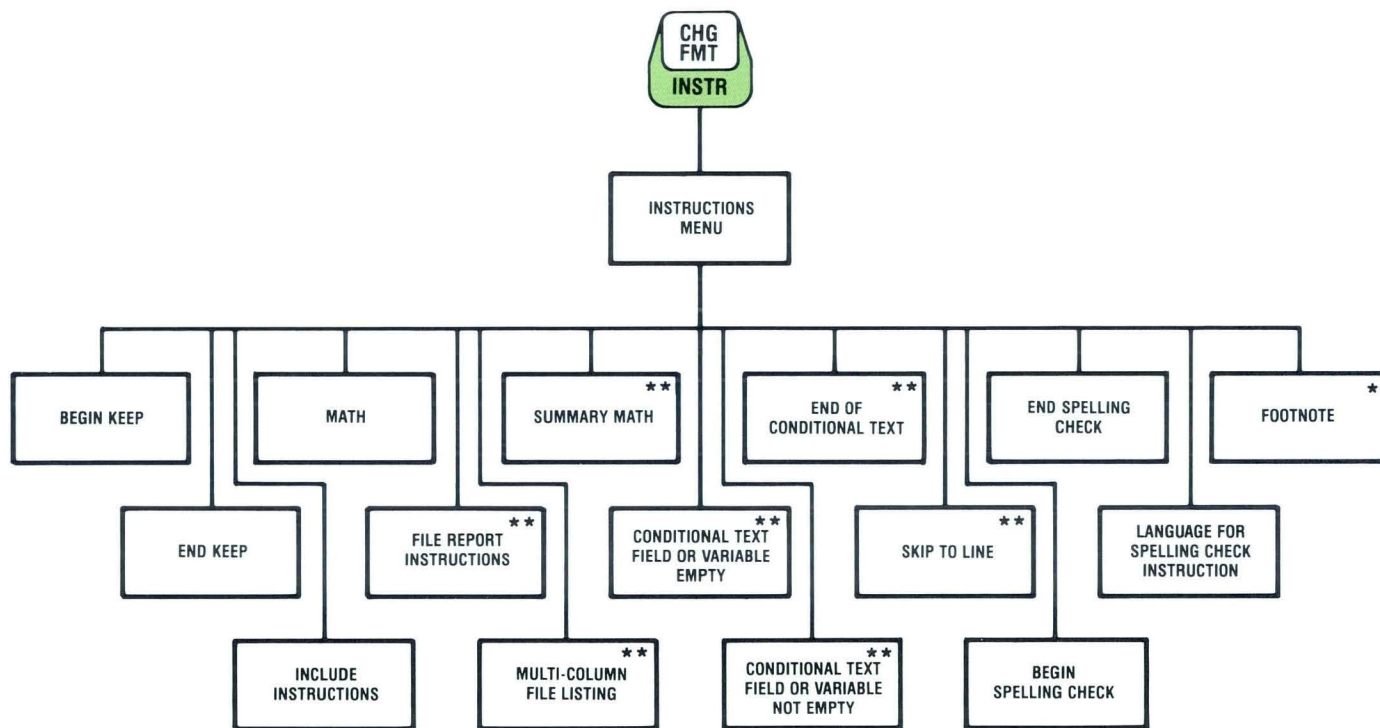 CHG
FMT
INSTR
INSTRUCTIONS
MENU
BEGIN KEEP
MATH
**
SUMMARY MATH
**
END OF
CONDITIONAL TEXT
END SPELLING
CHECK
*
FOOTNOTE
END KEEP
**
FILE REPORT
INSTRUCTIONS
**
CONDITIONAL TEXT
FIELD OR VARIABLE
EMPTY
**
SKIP TO LINE
LANGUAGE FOR
SPELLING CHECK
INSTRUCTION
INCLUDE
INSTRUCTIONS
**
MULTI-COLUMN
FILE LISTING
**
CONDITIONAL TEXT
FIELD OR VARIABLE
NOT EMPTY
BEGIN
SPELLING CHECK